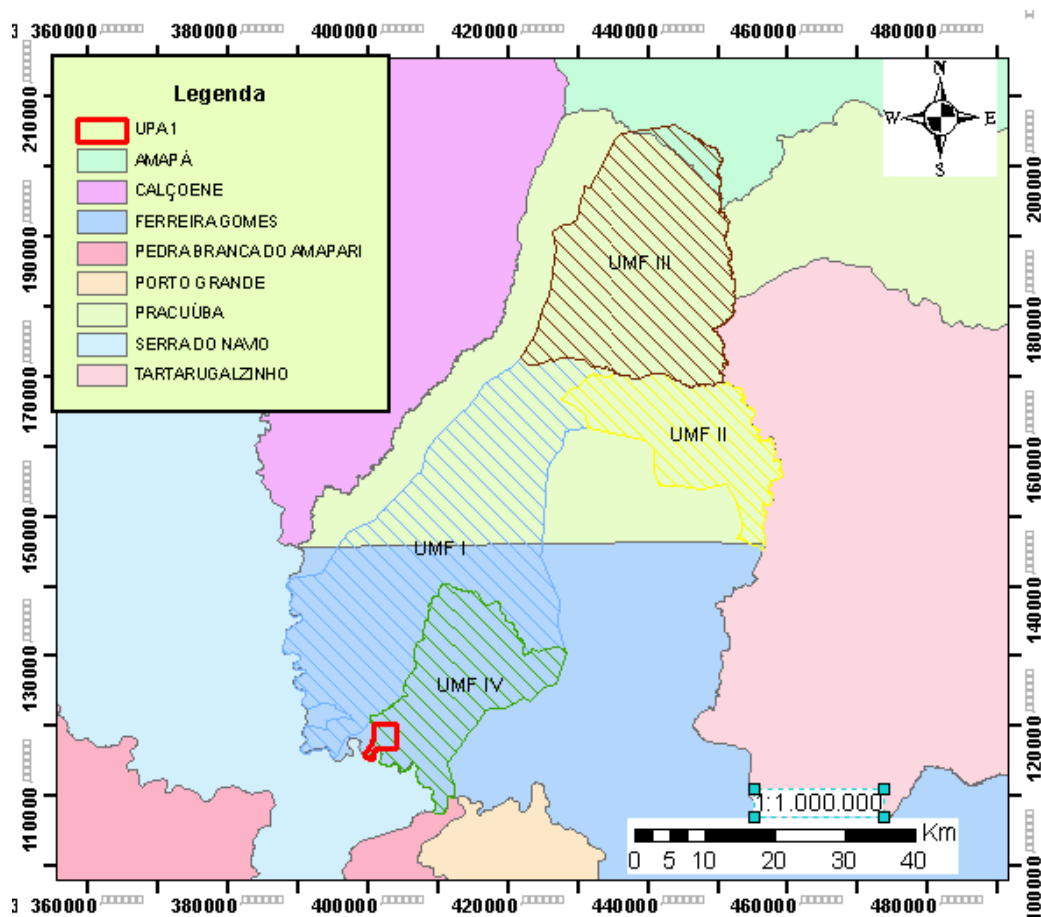 360000 380000 400000 420000 440000 460000 480000
Legenda
UPA 1
AMAPÁ
CALÇOENE
FERREIRA GOMES
PEDRA BRANCA DO AMAPARI
PORTO GRANDE
PRACUÚBA
SERRA DO NAVIO
TARTARUGALZINHO
N
W E
S
210000
190000
170000
150000
130000
110000
200000
180000
160000
140000
120000
100000
UMF III
UMF II
UMF I
UMF IV
1:1.000.000
Km
0 5 10 20 30 40
360000 380000 400000 420000 440000 460000 480000